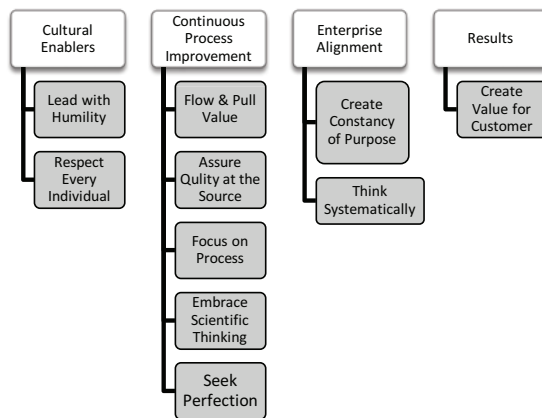 Cultural
Enablers
Lead with
Humility
Respect
Every
Individual
Continuous
Process
Improvement
Flow & Pull
Value
Assure
Qulity at the
Source
Focus on
Process
Embrace
Scientific
Thinking
Seek
Perfection
Enterprise
Alignment
Create
Constancy
of Purpose
Think
Systematically
Results
Create
Value for
Customer